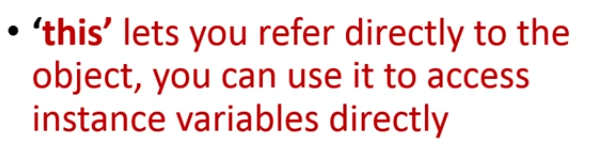 • ‘this’ lets you refer directly to the
object, you can use it to access
instance variables directly